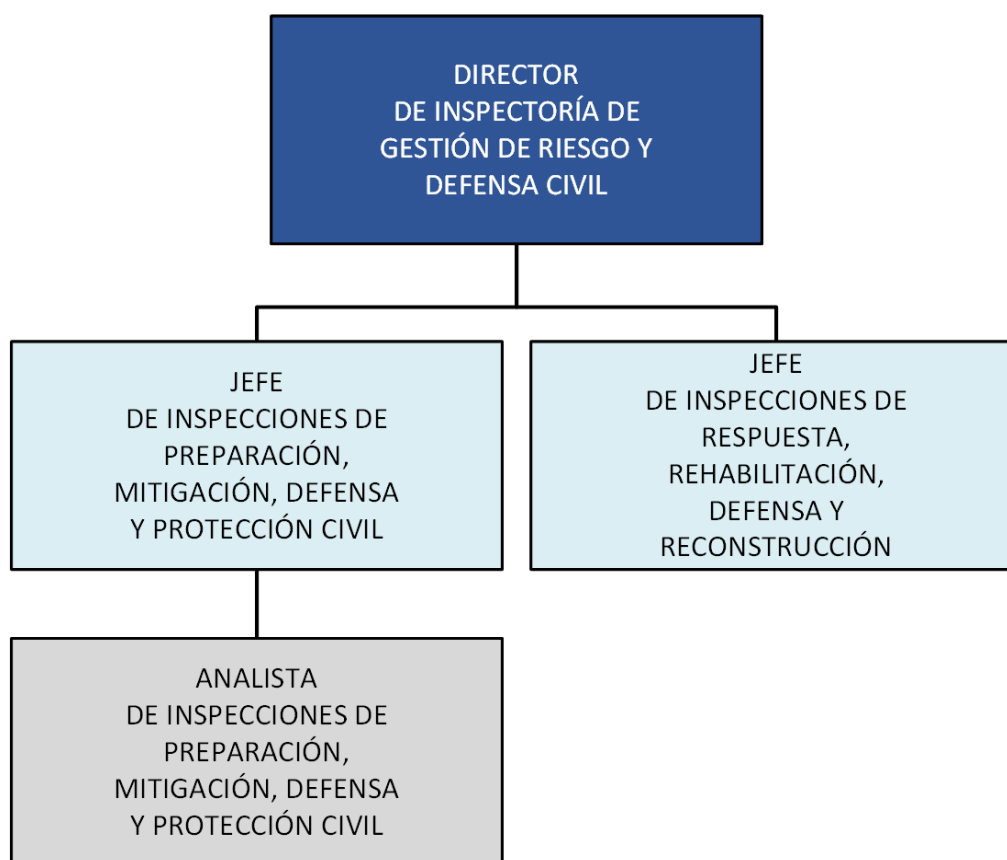 DIRECTOR
DE INSPECTORÍA DE
GESTIÓN DE RIESGO Y
DEFENSA CIVIL
JEFE
DE INSPECCIONES DE
PREPARACIÓN,
MITIGACIÓN, DEFENSA
Y PROTECCIÓN CIVIL
JEFE
DE INSPECCIONES DE
RESPUESTA,
REHABILITACIÓN,
DEFENSA Y
RECONSTRUCCIÓN
ANALISTA
DE INSPECCIONES DE
PREPARACIÓN,
MITIGACIÓN, DEFENSA
Y PROTECCIÓN CIVIL